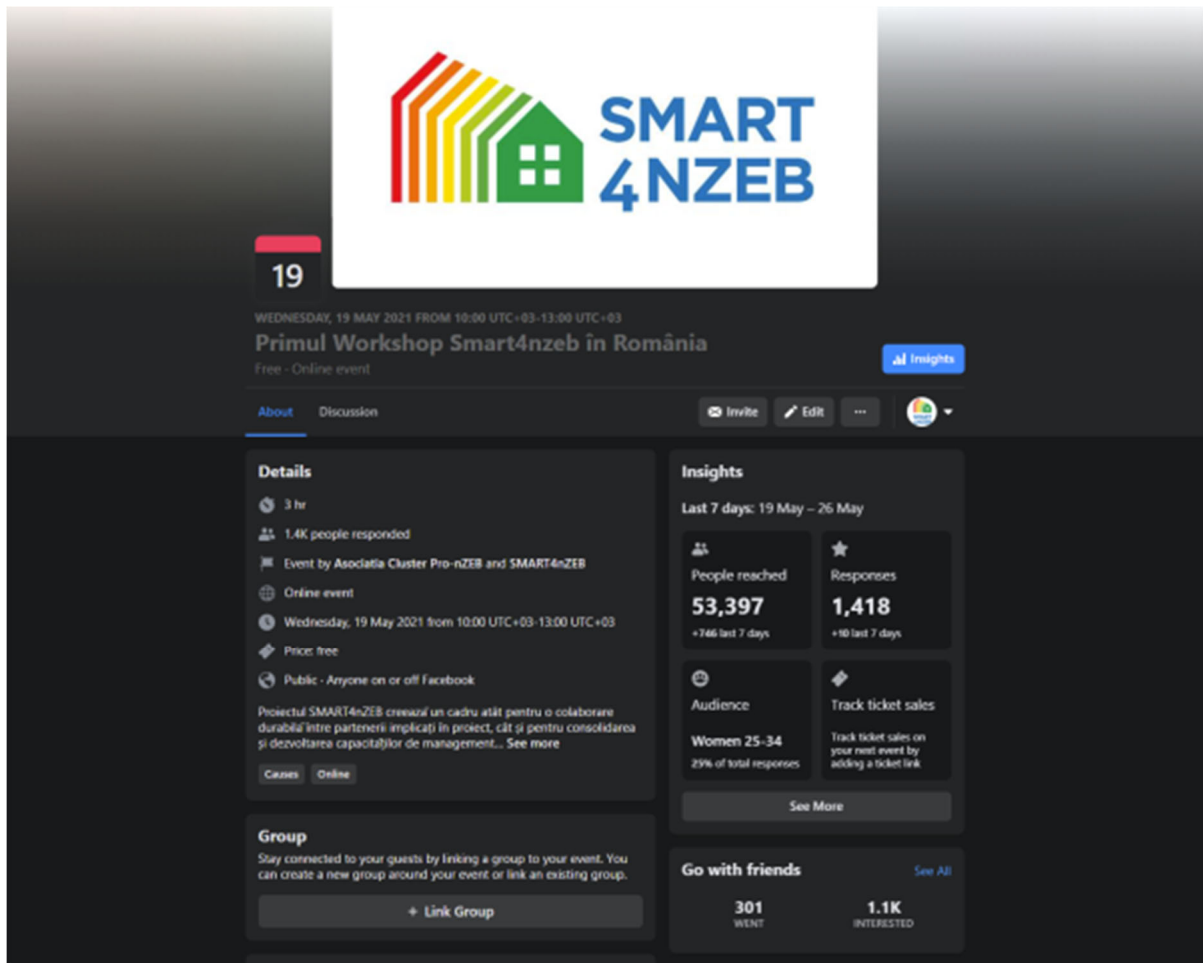 SMART
4 NZEB
19
WEDNESDAY, 19 MAY 2021 FROM 10:00 UTC+03-13:00 UTC+03
Primul Workshop Smart4nzeb în România
Free · Online event
Insights
About Discussion
Invite Edit ...
Details
3 hr
1.4K people responded
Event by Asociatia Cluster Pro-nZEB and SMART4nZEB
Online event
Wednesday, 19 May 2021 from 10:00 UTC+03-13:00 UTC+03
Price: free
Public · Anyone on or off Facebook
Proiectul SMART4nZEB creează un cadru atât pentru o colaborare
durabilă între partenerii implicați în proiect, cât și pentru consolidarea
și dezvoltarea capacităților de management... See more
Causes Online
Group
Stay connected to your guests by linking a group to your event. You
can create a new group around your event or link an existing group.
+ Link Group
Insights
Last 7 days: 19 May – 26 May
People reached
53,397
+746 last 7 days
Responses
1,418
+10 last 7 days
Audience
Women 25-34
25% of total responses
Track ticket sales
Track ticket sales on
your next event by
adding a ticket link
See More
Go with friends See All
301
WENT
1.1K
INTERESTED